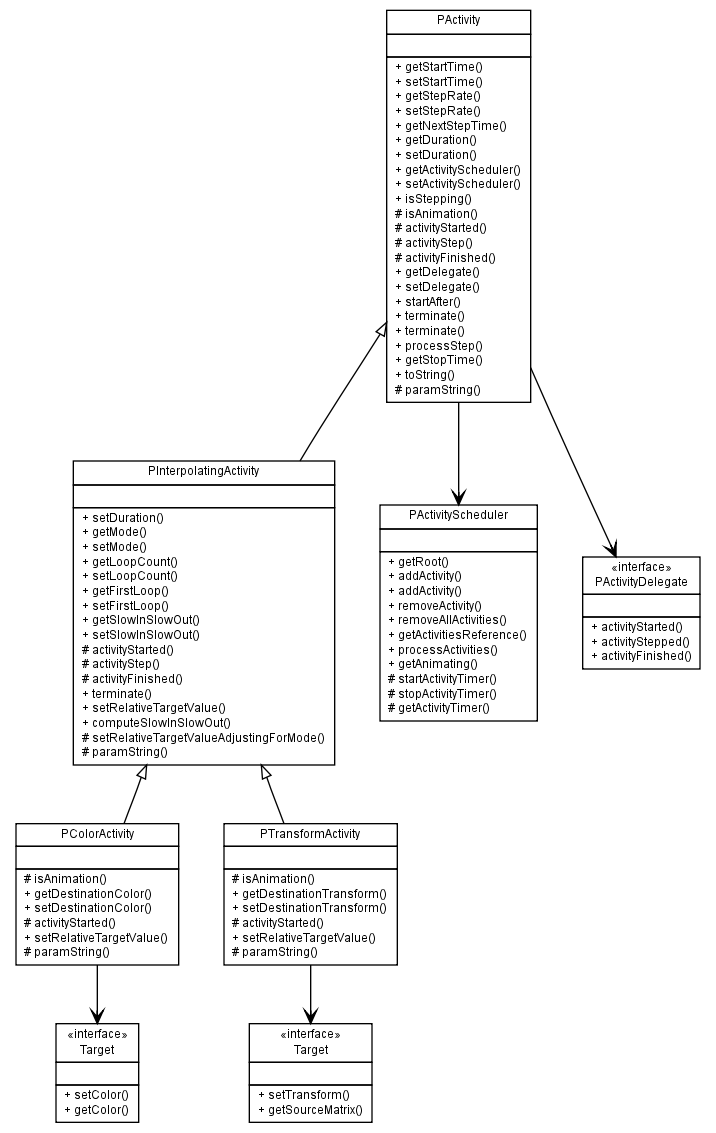 PActivity
+ getStartTime()
+ setStartTime()
+ getStepRate()
+ setStepRate()
+ getNextStepTime()
+ getDuration()
+ setDuration()
+ getActivityScheduler()
+ setActivityScheduler()
+ isStepping()
# isAnimation()
# activityStarted()
# activityStep()
# activityFinished()
+ getDelegate()
+ setDelegate()
+ startAfter()
+ terminate()
+ terminate()
+ processStep()
+ getStopTime()
+ toString()
# paramString()
PInterpolatingActivity
+ setDuration()
+ getMode()
+ setMode()
+ getLoopCount()
+ setLoopCount()
+ getFirstLoop()
+ setFirstLoop()
+ getSlowInSlowOut()
+ setSlowInSlowOut()
# activityStarted()
# activityStep()
# activityFinished()
+ terminate()
+ setRelativeTargetValue()
+ computeSlowInSlowOut()
# setRelativeTargetValueAdjustingForMode()
# paramString()
PActivityScheduler
+ getRoot()
+ addActivity()
+ addActivity()
+ removeActivity()
+ removeAllActivities()
+ getActivitiesReference()
+ processActivities()
+ getAnimating()
# startActivityTimer()
# stopActivityTimer()
# getActivityTimer()
«interface»
PActivityDelegate
+ activityStarted()
+ activityStepped()
+ activityFinished()
PColorActivity
# isAnimation()
+ getDestinationColor()
+ setDestinationColor()
# activityStarted()
+ setRelativeTargetValue()
# paramString()
PTransformActivity
# isAnimation()
+ getDestinationTransform()
+ setDestinationTransform()
# activityStarted()
+ setRelativeTargetValue()
# paramString()
«interface»
Target
+ setColor()
+ getColor()
«interface»
Target
+ setTransform()
+ getSourceMatrix()